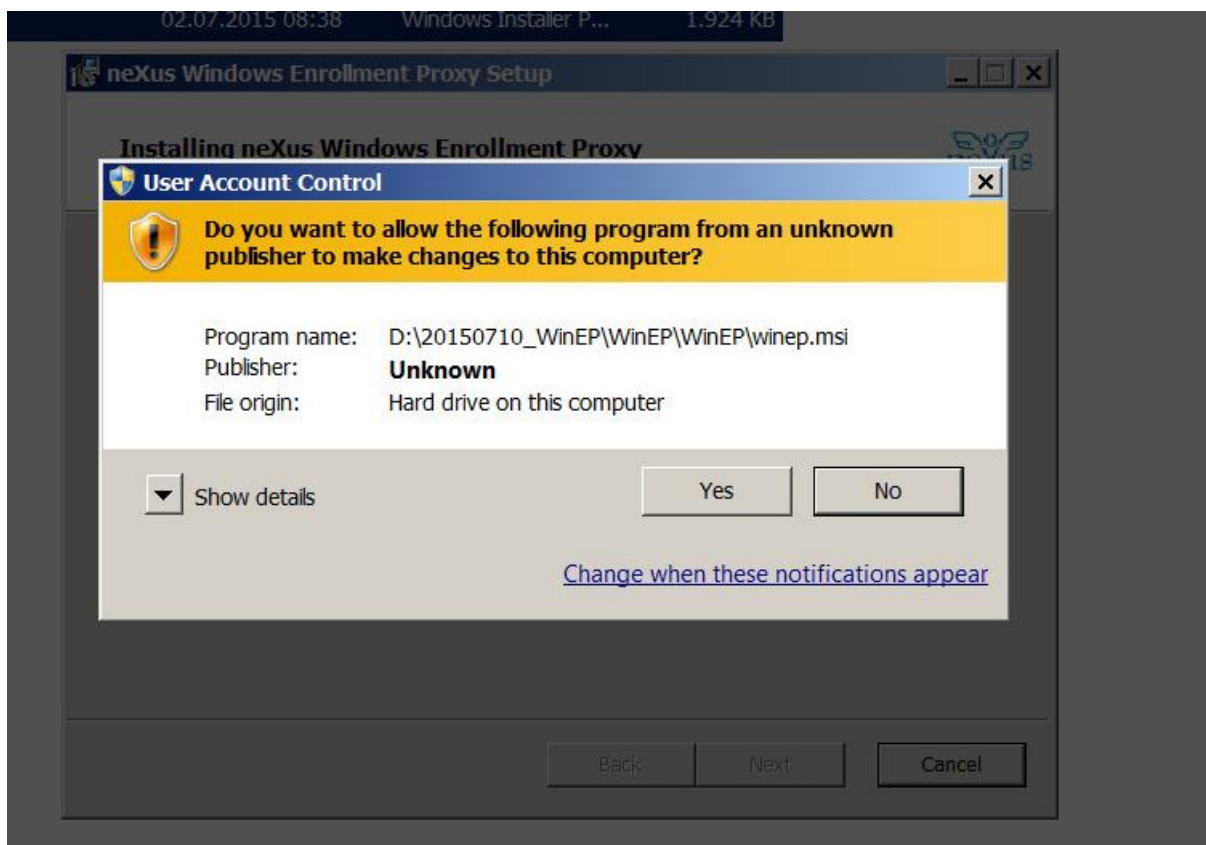 02.07.2015 08:38 Windows Installer P... 1.924 KB
neXus Windows Enrollment Proxy Setup
Installing neXus Windows Enrollment Proxy
User Account Control
Do you want to allow the following program from an unknown
publisher to make changes to this computer?
Program name: D:\20150710_WinEP\WinEP\WinEP\winep.msi
Publisher: Unknown
File origin: Hard drive on this computer
Show details
Yes
No
Change when these notifications appear
Back
Next
Cancel